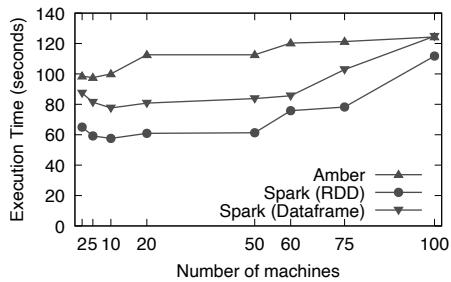 Execution Time (seconds)
140
120
100
80
60
40
20
0
Amber
Spark (RDD)
Spark (Dataframe)
2 5 10 20 50 60 75 100
Number of machines